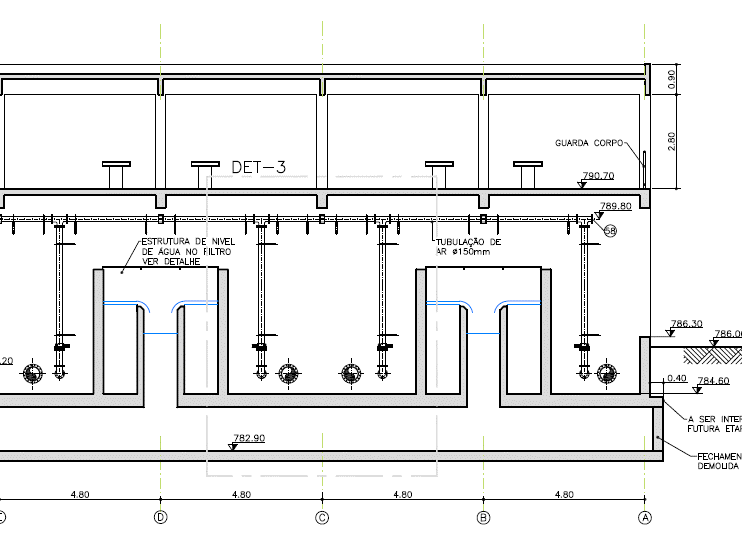 0.90
2.80
GUARDA CORPO
DET-3
790.70
789.80
58
ESTRUTURA DE NIVEL
DE ÁGUA NO FILTRO
VER DETALHE
TUBULAÇÃO DE
AR ø150mm
786.30
786.00
.20
0.40
784.60
A SER INTER
FUTURA ETAP
782.90
FECHAMEN
DEMOLIDA
4.80
4.80
4.80
4.80
D
C
B
A